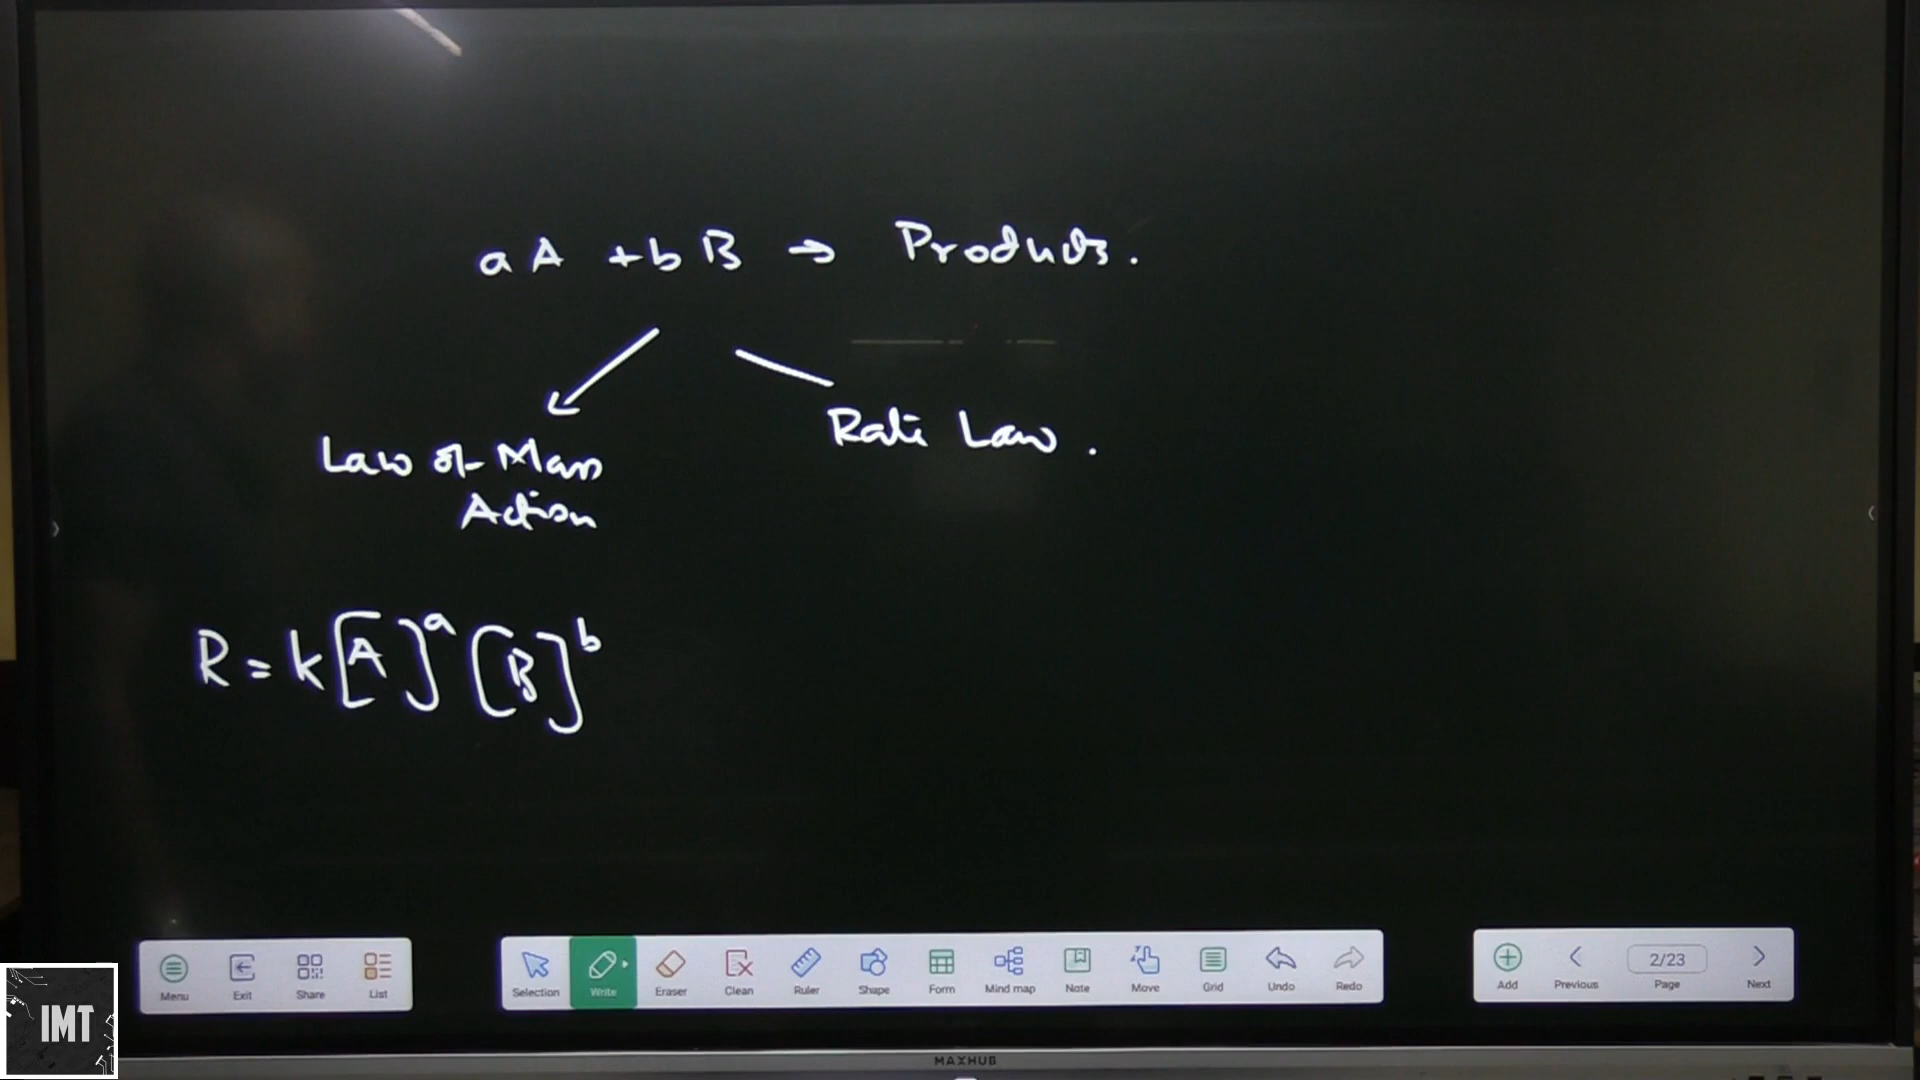 aA + bB → Products.
Law of Mass
Action
Rate Law.
R = k[A]^a [B]^b
Menu Exit Share List
Selection Write Eraser Clean Ruler Shape Form Mind map Note Move Grid Undo Redo
Add Previous 2/23 Page Next
IMT
MAXHUB